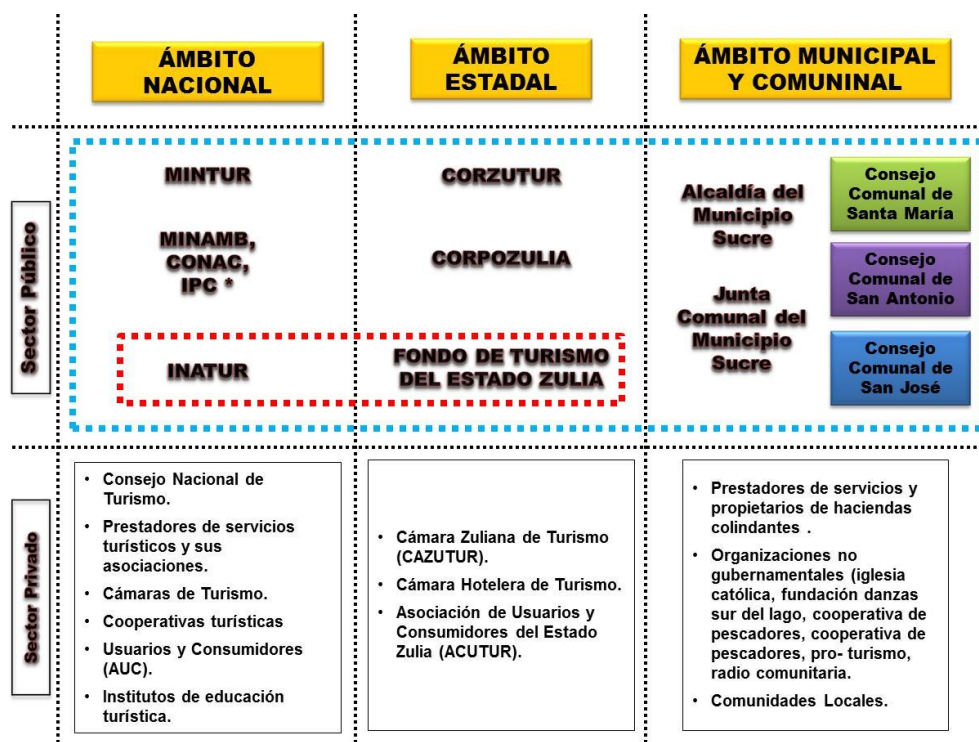 ÁMBITO
NACIONAL
ÁMBITO
ESTADAL
ÁMBITO MUNICIPAL
Y COMUNINAL
Sector Público
MINTUR
MINAMB,
CONAC,
IPC *
INATUR
CORZUTUR
CORPOZULIA
FONDO DE TURISMO
DEL ESTADO ZULIA
Alcaldía del
Municipio
Sucre
Junta
Comunal del
Municipio
Sucre
Consejo
Comunal de
Santa María
Consejo
Comunal de
San Antonio
Consejo
Comunal de
San José
Sector Privado
• Consejo Nacional de
Turismo.
• Prestadores de servicios
turísticos y sus
asociaciones.
• Cámaras de Turismo.
• Cooperativas turísticas
• Usuarios y Consumidores
(AUC).
• Institutos de educación
turística.
• Cámara Zuliana de Turismo
(CAZUTUR).
• Cámara Hotelera de Turismo.
• Asociación de Usuarios y
Consumidores del Estado
Zulia (ACUTUR).
• Prestadores de servicios y
propietarios de haciendas
colindantes .
• Organizaciones no
gubernamentales (iglesia
católica, fundación danzas
sur del lago, cooperativa de
pescadores, cooperativa de
pescadores, pro- turismo,
radio comunitaria.
• Comunidades Locales.